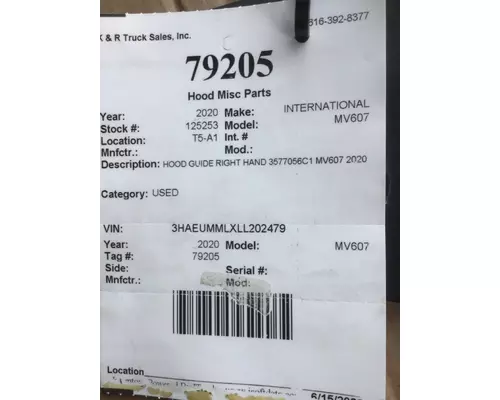 K & R Truck Sales, Inc. 616-392-8377
79205
Hood Misc Parts
Year: 2020 Make: INTERNATIONAL
Stock #: 125253 Model: MV607
Location: T5-A1 Int. #
Mnfctr.: Mod.:
Description: HOOD GUIDE RIGHT HAND 3577056C1 MV607 2020
Category: USED
VIN: 3HAEUMMLXLL202479
Year: 2020 Model: MV607
Tag #: 79205
Side: Serial #:
Mnfctr.: Mod:
Location